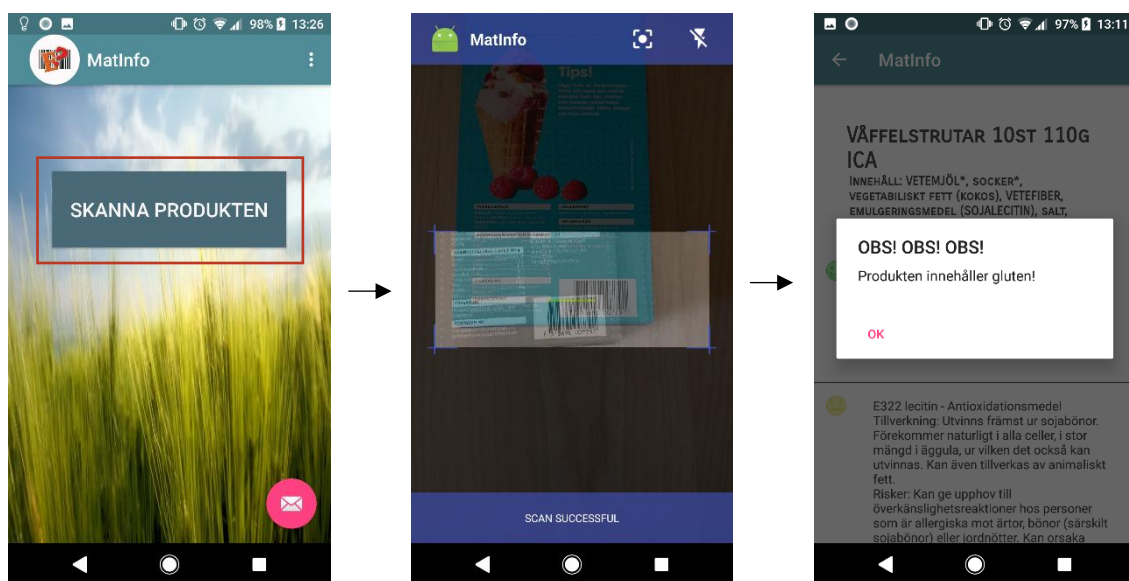 98% 13:26
MatInfo
SKANNA PRODUKTEN
MatInfo
Tips!
SCAN SUCCESSFUL
97% 13:11
MatInfo
VÅFFELSTRUTAR 10ST 110G
ICA
INNEHÅLL: VETEMJÖL*, SOCKER*,
VEGETABILISKT FETT (KOKOS), VETEFIBER,
EMULGERINGSMEDEL (SOJALECITIN), SALT,
OBS! OBS! OBS!
Produkten innehåller gluten!
OK
E322 lecitin - Antioxidationsmedel
Tillverkning: Utvinns främst ur sojabönor.
Förekommer naturligt i alla celler, i stor
mängd i äggula, ur vilken det också kan
utvinnas. Kan även tillverkas av animaliskt
fett.
Risker: Kan ge upphov till
överkänslighetsreaktioner hos personer
som är allergiska mot ärtor, bönor (särskilt
sojabönor) eller jordnötter. Kan orsaka